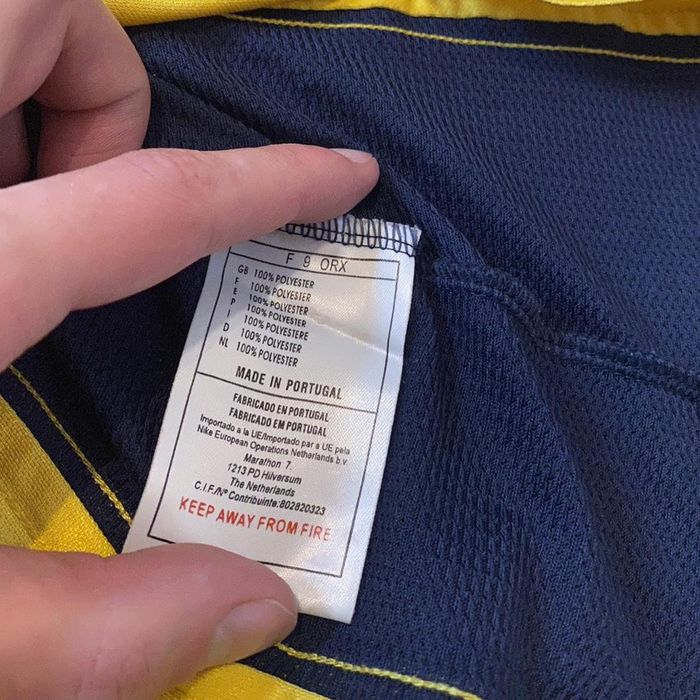 F 9 ORX
GB 100% POLYESTER
F 100% POLYESTER
E 100% POLYESTER
P 100% POLYESTER
I 100% POLIESTERE
D 100% POLYESTER
NL 100% POLYESTER
MADE IN PORTUGAL
FABRICADO EN PORTUGAL
FABRICADO EM PORTUGAL
Importado a la UE/Importado par a UE pela
Nike European Operations Netherlands b.v.
Marathon 7.
1213 PD Hilversum
The Netherlands
C.I.F./Nº Contribuinte:802820323
KEEP AWAY FROM FIRE